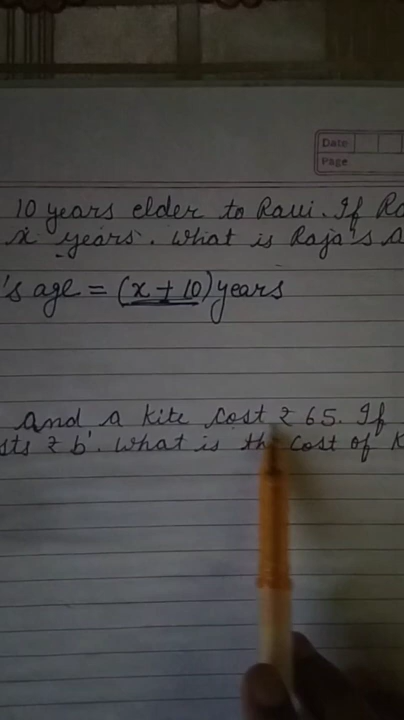 Date
Page
10 years elder to Ravi. If
x years. What is Raja's
's age = (x + 10) years
and a kite cost ₹ 65. If
₹ b'. What is the cost of